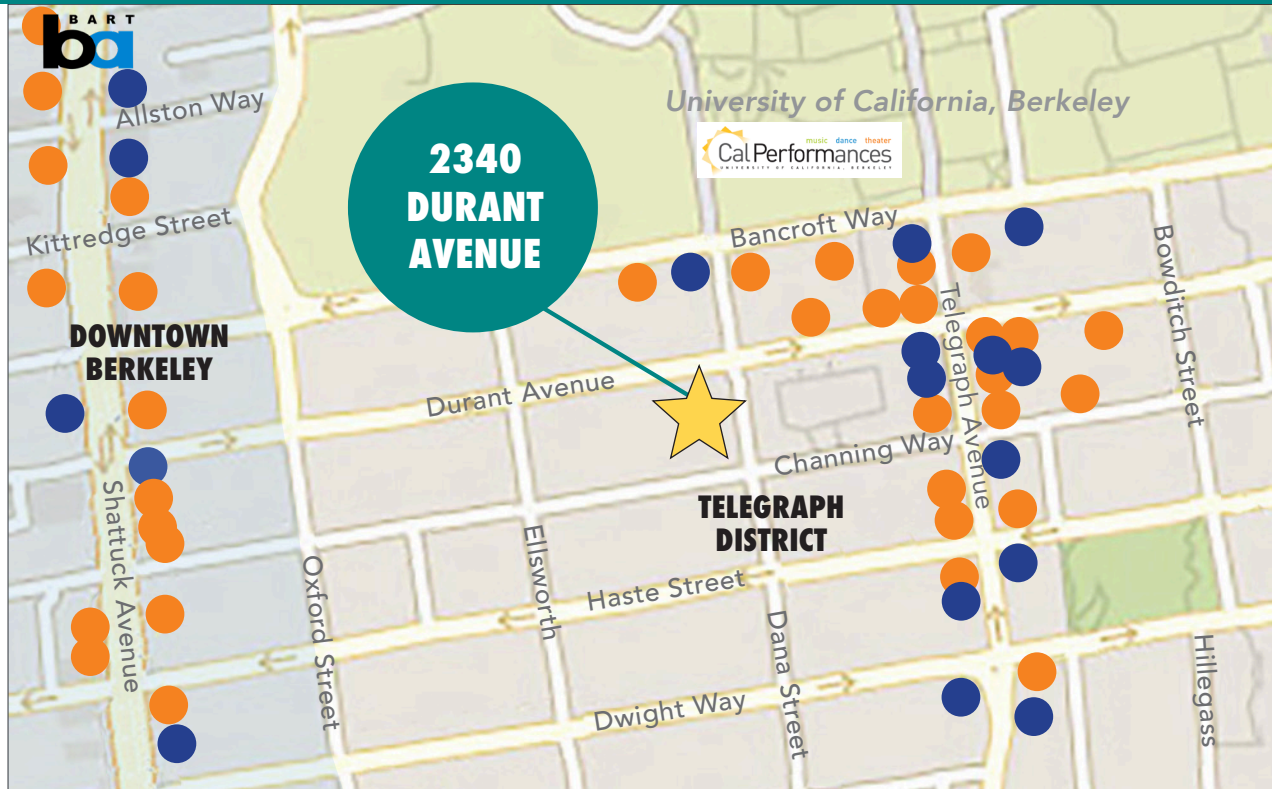 BART
ba
Allston Way
University of California, Berkeley
music dance theater
Cal Performances
UNIVERSITY OF CALIFORNIA, BERKELEY
2340
DURANT
AVENUE
Kittredge Street
Bancroft Way
Bowditch Street
DOWNTOWN
BERKELEY
Telegraph Avenue
Durant Avenue
Channing Way
Shattuck Avenue
TELEGRAPH
DISTRICT
Oxford Street
Ellsworth
Haste Street
Dana Street
Hillegass
Dwight Way